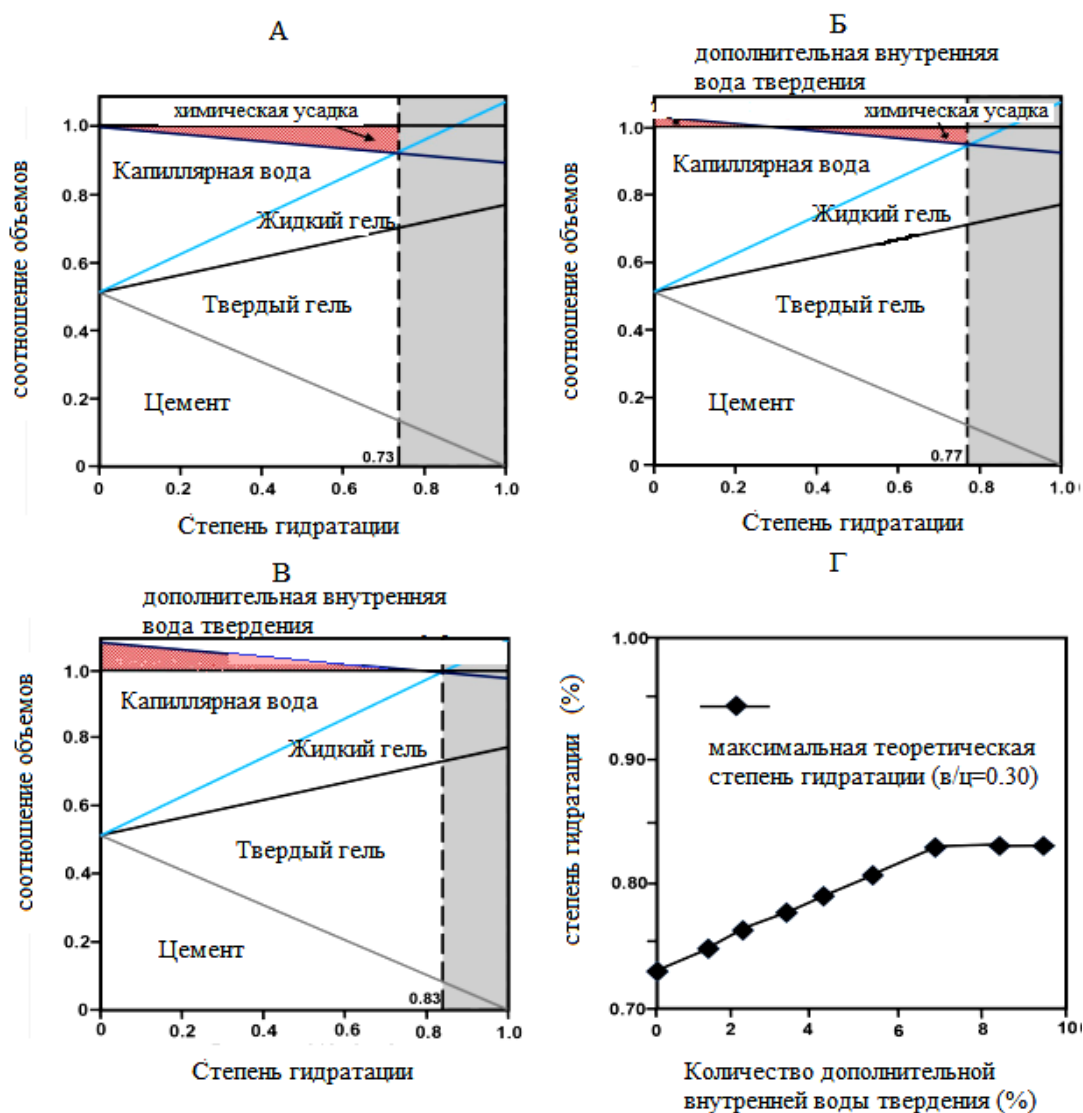 А
химическая усадка
соотношение объемов
1.0
0.8
0.6
0.4
0.2
0
Капиллярная вода
Жидкий гель
Твердый гель
Цемент
0.73
0
0.2
0.4
0.6
0.8
1.0
Степень гидратации
Б
дополнительная внутренняя
вода твердения
химическая усадка
соотношение объемов
1.0
0.8
0.6
0.4
0.2
0
Капиллярная вода
Жидкий гель
Твердый гель
Цемент
0.77
0
0.2
0.4
0.6
0.8
1.0
Степень гидратации
В
дополнительная внутренняя
вода твердения
соотношение объемов
1.0
0.8
0.6
0.4
0.2
0
Капиллярная вода
Жидкий гель
Твердый гель
Цемент
0.83
0
0.2
0.4
0.6
0.8
1.0
Степень гидратации
Г
степень гидратации (%)
1.00
0.90
0.80
0.70
максимальная теоретическая
степень гидратации (в/ц=0.30)
0
2
4
6
8
10
Количество дополнительной
внутренней воды твердения (%)